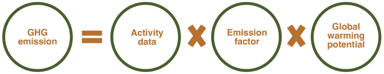 GHG
emission
=
Activity
data
×
Emission
factor
×
Global
warming
potential